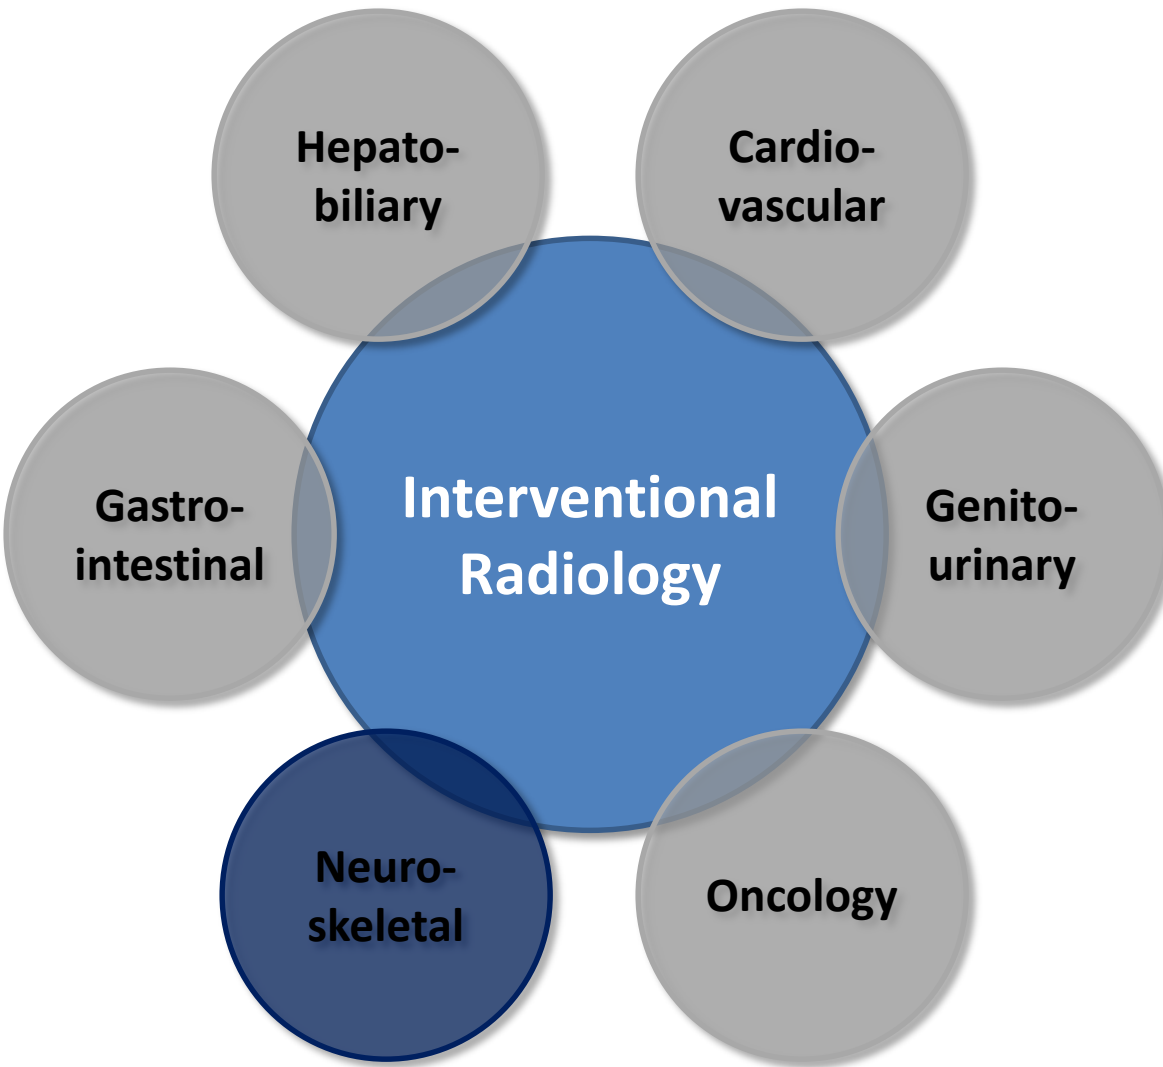 Hepato-
biliary
Cardio-
vascular
Gastro-
intestinal
Interventional
Radiology
Genito-
urinary
Neuro-
skeletal
Oncology